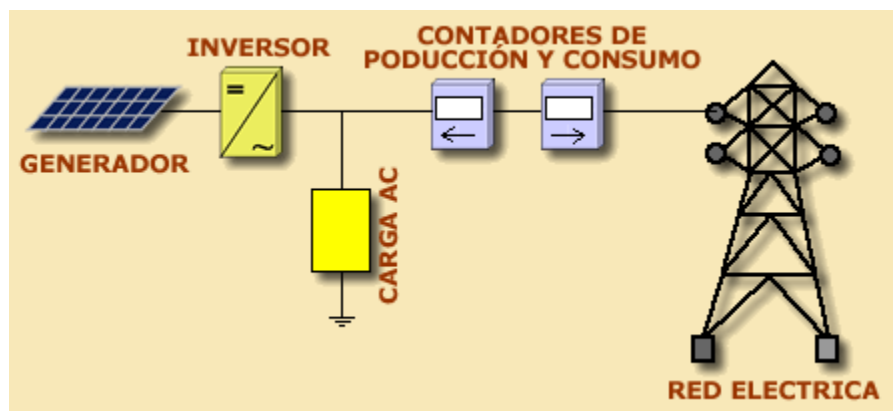 INVERSOR
CONTADORES DE
PODUCCIÓN Y CONSUMO
GENERADOR
CARGA AC
RED ELECTRICA